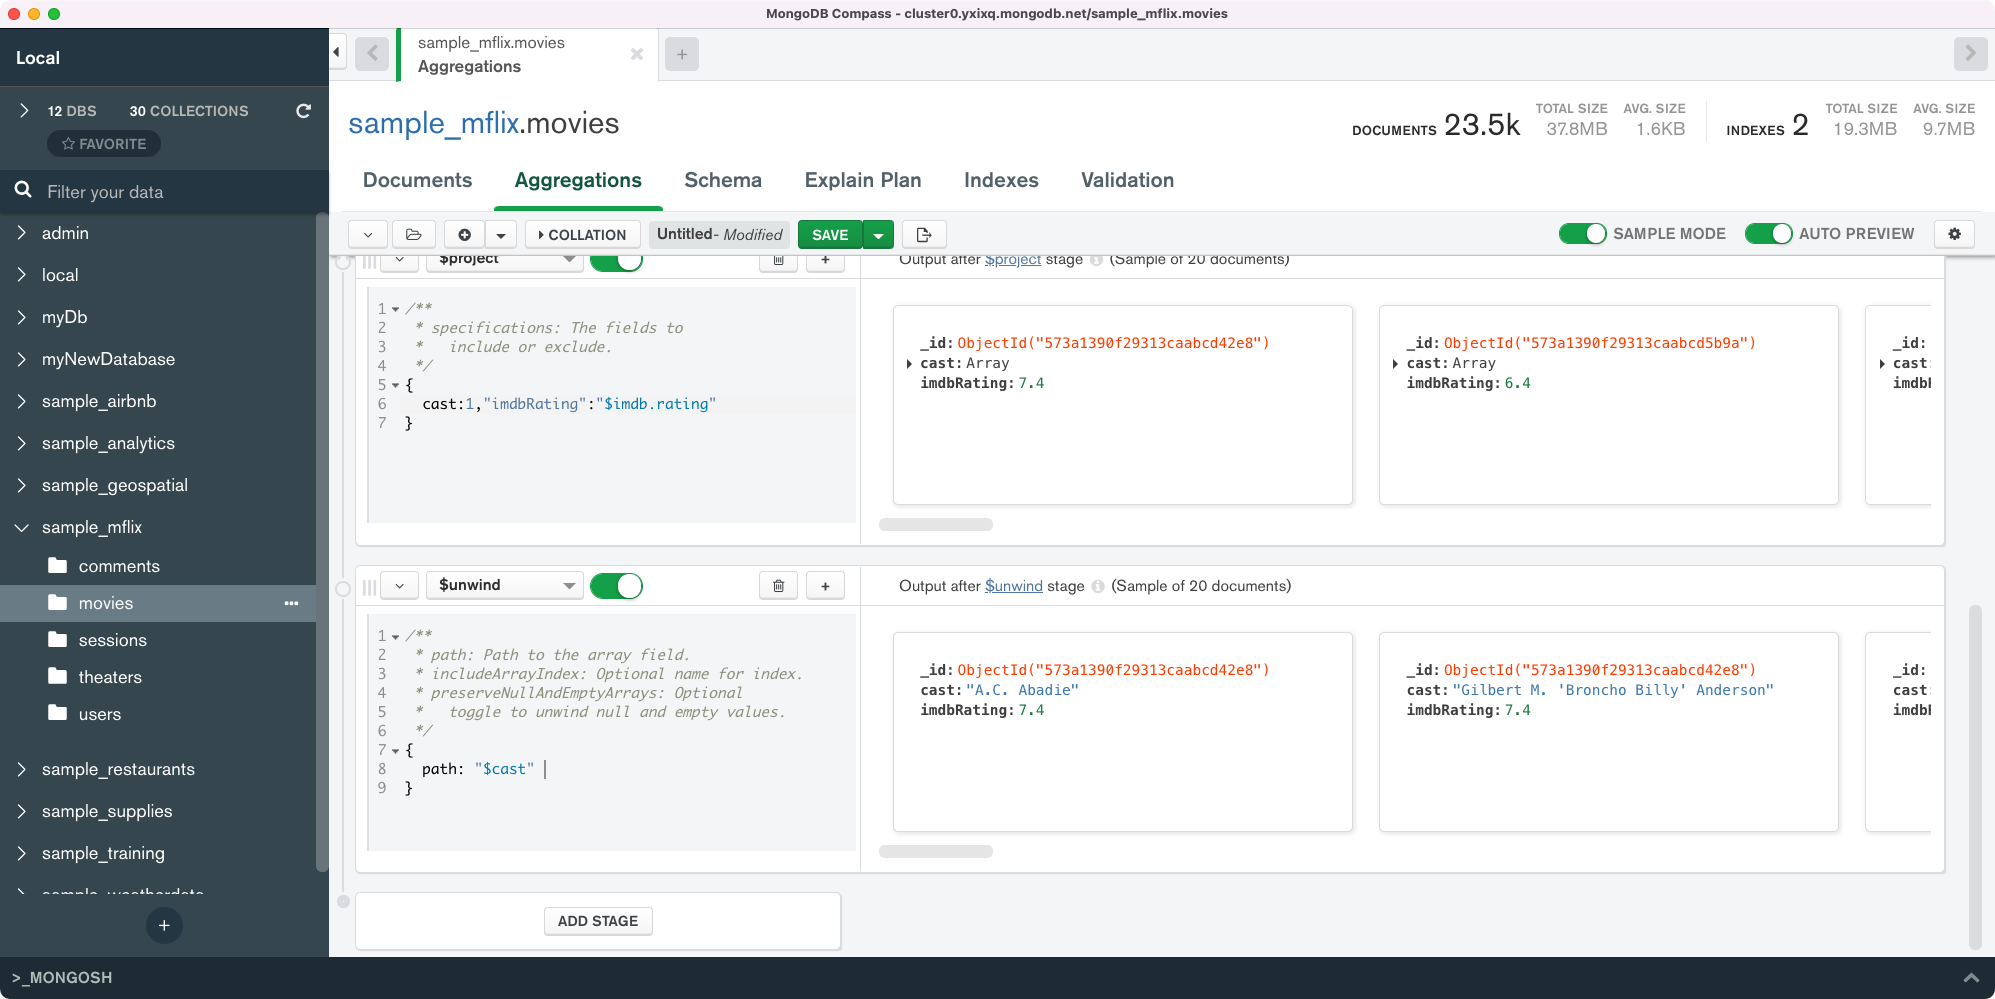 MongoDB Compass - cluster0.yxixq.mongodb.net/sample_mflix.movies
Local
12 DBS 30 COLLECTIONS
FAVORITE
Filter your data
admin
local
myDb
myNewDatabase
sample_airbnb
sample_analytics
sample_geospatial
sample_mflix
comments
movies
sessions
theaters
users
sample_restaurants
sample_supplies
sample_training
sample_weatherdata
sample_mflix.movies
Aggregations
sample_mflix.movies
DOCUMENTS 23.5k TOTAL SIZE 37.8MB AVG. SIZE 1.6KB
INDEXES 2 TOTAL SIZE 19.3MB AVG. SIZE 9.7MB
Documents Aggregations Schema Explain Plan Indexes Validation
COLLATION Untitled- Modified SAVE SAMPLE MODE AUTO PREVIEW
$project
Output after $project stage (Sample of 20 documents)
1 /**
2 * specifications: The fields to
3 * include or exclude.
4 */
5 {
6 cast:1,"imdbRating":"$imdb.rating"
7 }
_id: ObjectId("573a1390f29313caabcd42e8")
cast: Array
imdbRating: 7.4
_id: ObjectId("573a1390f29313caabcd5b9a")
cast: Array
imdbRating: 6.4
_id:
cast:
imdbR
$unwind
Output after $unwind stage (Sample of 20 documents)
1 /**
2 * path: Path to the array field.
3 * includeArrayIndex: Optional name for index.
4 * preserveNullAndEmptyArrays: Optional
5 * toggle to unwind null and empty values.
6 */
7 {
8 path: "$cast"
9 }
_id: ObjectId("573a1390f29313caabcd42e8")
cast: "A.C. Abadie"
imdbRating: 7.4
_id: ObjectId("573a1390f29313caabcd42e8")
cast: "Gilbert M. 'Broncho Billy' Anderson"
imdbRating: 7.4
_id:
cast:
imdbR
ADD STAGE
>_MONGOSH